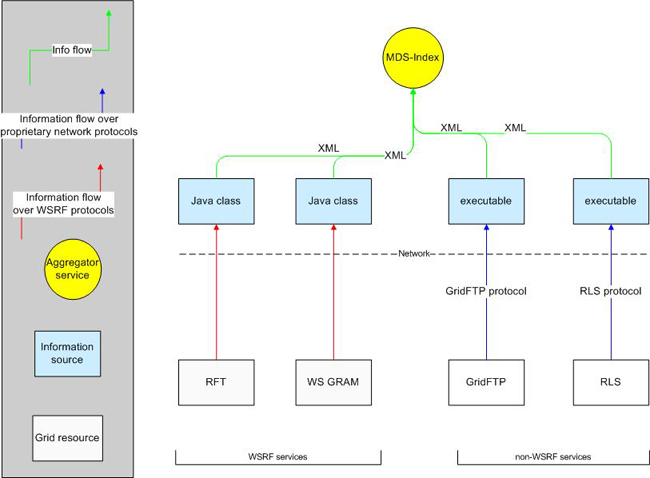 Info flow
Information flow over
proprietary network protocols
Information flow
over WSRF protocols
Aggregator
service
Information
source
Grid resource
MDS-Index
XML
XML
XML
XML
Java class
Java class
executable
executable
Network
GridFTP protocol
RLS protocol
RFT
WS GRAM
GridFTP
RLS
WSRF services
non-WSRF services